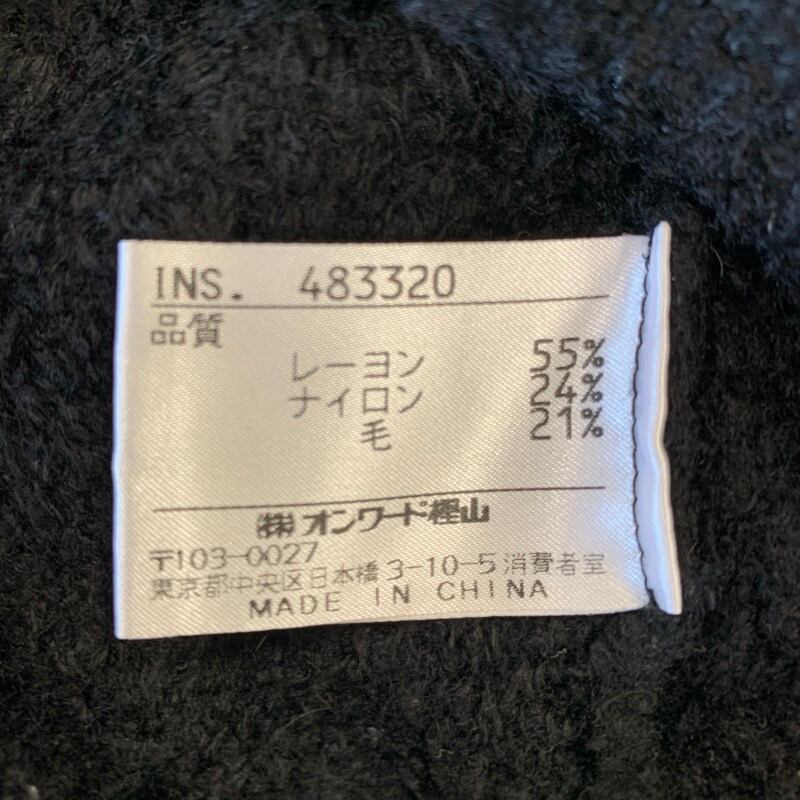 INS. 483320
品質
レーヨン 55%
ナイロン 24%
毛 21%
㈱オンワード樫山
〒103-0027
東京都中央区日本橋3-10-5消費者室
MADE IN CHINA